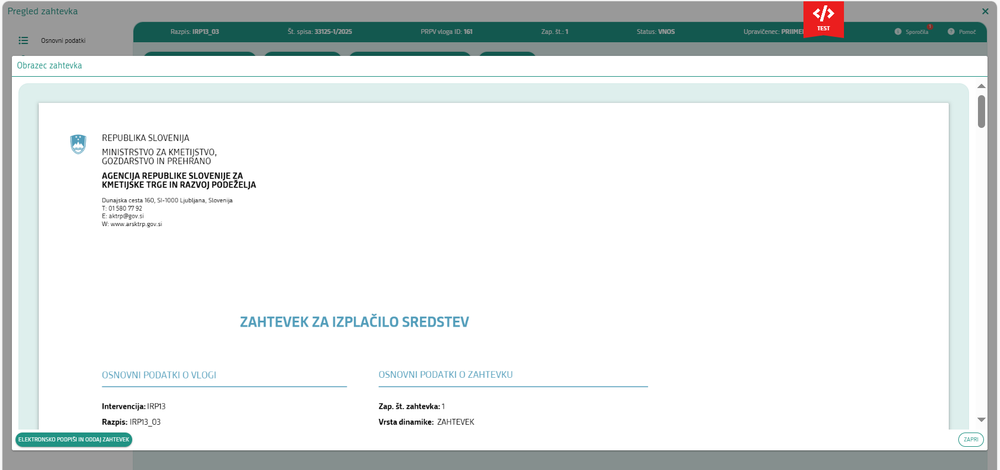 Pregled zahtevka
TEST
Osnovni podatki
Razpis: IRP13_03
Št. spisa: 33125-1/2025
PRPV vloga ID: 161
Zap. št.: 1
Status: VNOS
Upravičenec:
Sporočila
1
Pomoč
Obrazec zahtevka
REPUBLIKA SLOVENIJA
MINISTRSTVO ZA KMETIJSTVO,
GOZDARSTVO IN PREHRANO
AGENCIJA REPUBLIKE SLOVENIJE ZA
KMETIJSKE TRGE IN RAZVOJ PODEŽELJA
Dunajska cesta 160, SI-1000 Ljubljana, Slovenija
T: 01 580 77 92
E: aktrp@gov.si
W: www.arsktrp.gov.si
ZAHTEVEK ZA IZPLAČILO SREDSTEV
OSNOVNI PODATKI O VLOGI
Intervencija: IRP13
Razpis: IRP13_03
OSNOVNI PODATKI O ZAHTEVKU
Zap. št. zahtevka: 1
Vrsta dinamike: ZAHTEVEK
ELEKTRONSKO PODPIŠI IN ODDAJ ZAHTEVEK
ZAPRI